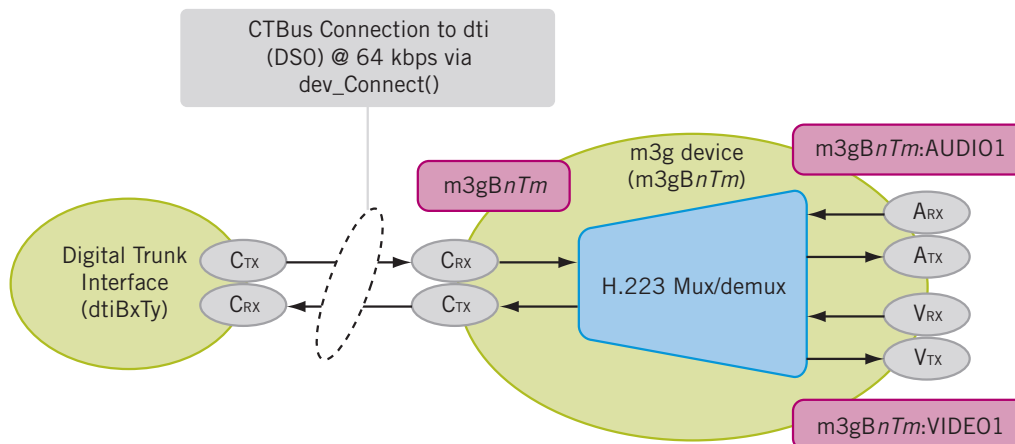 CTBus Connection to dti
(DS0) @ 64 kbps via
dev_Connect()
m3gBnTm
m3g device
(m3gBnTm)
m3gBnTm:AUDIO1
Digital Trunk
Interface
(dtiBxTy)
CTX
CRX
CRX
CTX
H.223 Mux/demux
ARX
ATX
VRX
VTX
m3gBnTm:VIDEO1